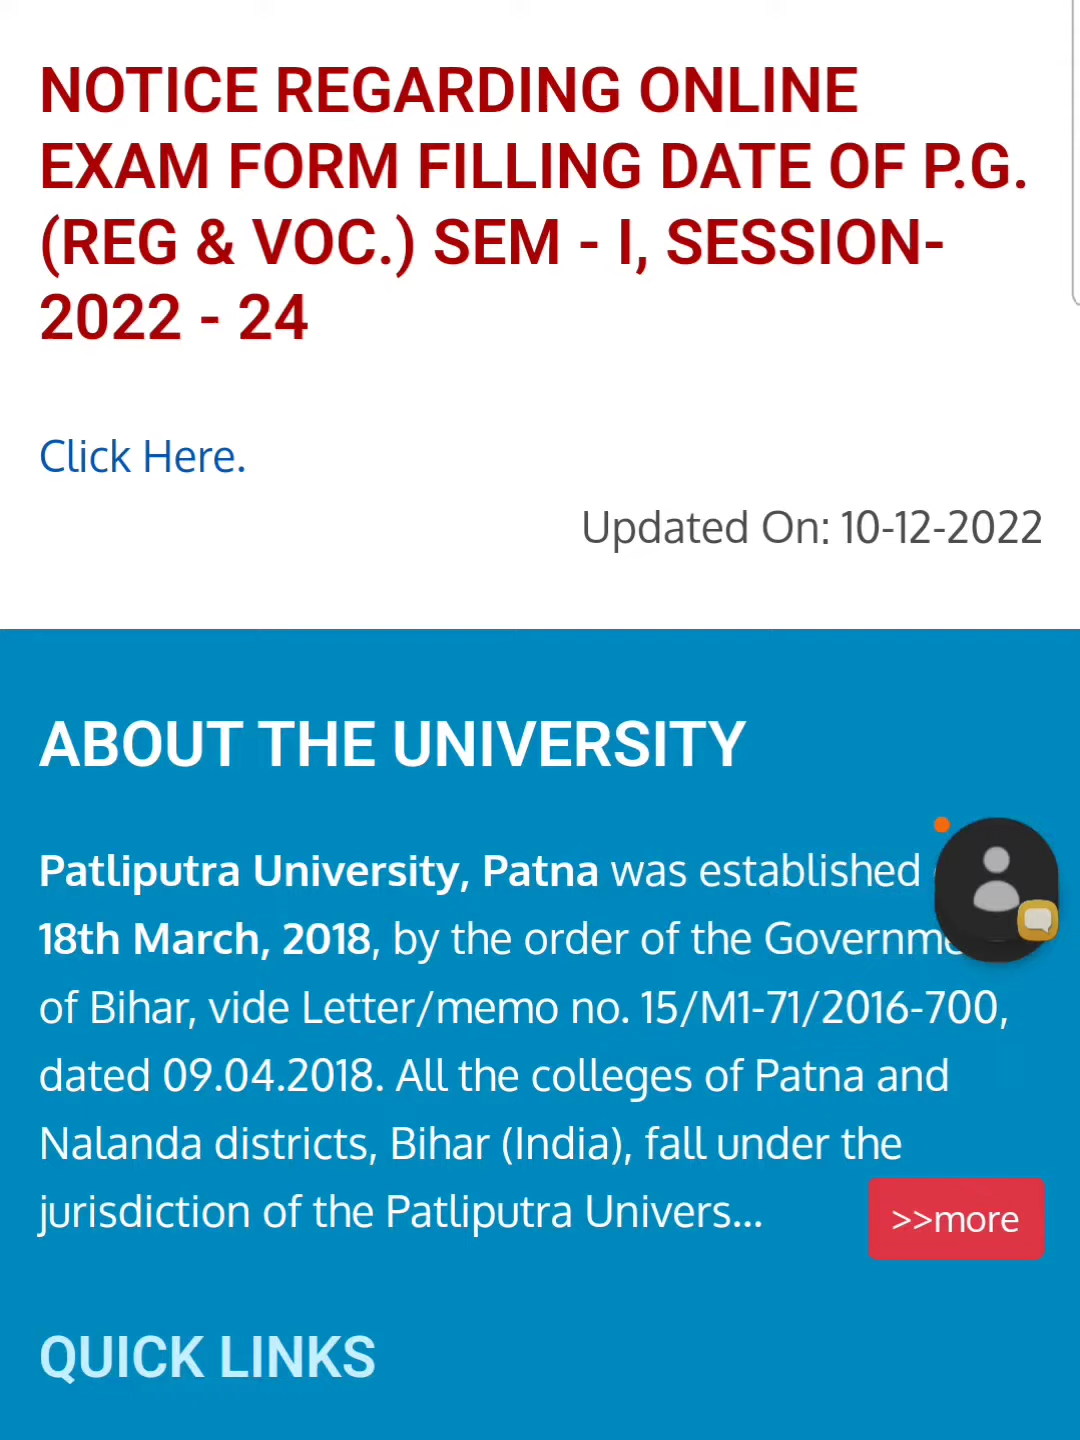 NOTICE REGARDING ONLINE
EXAM FORM FILLING DATE OF P.G.
(REG & VOC.) SEM - I, SESSION-
2022 - 24
Click Here.
Updated On: 10-12-2022
ABOUT THE UNIVERSITY
Patliputra University, Patna was established
18th March, 2018, by the order of the Governme
of Bihar, vide Letter/memo no. 15/M1-71/2016-700,
dated 09.04.2018. All the colleges of Patna and
Nalanda districts, Bihar (India), fall under the
jurisdiction of the Patliputra Univers...
>>more
QUICK LINKS